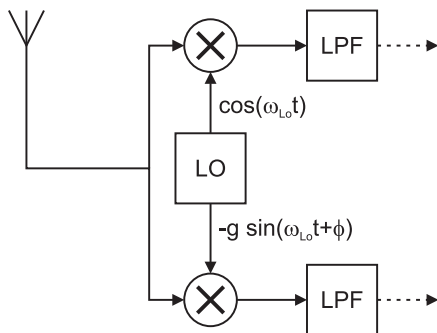 LPF
cos(ω_Lo t)
LO
-g sin(ω_Lo t+ϕ)
LPF